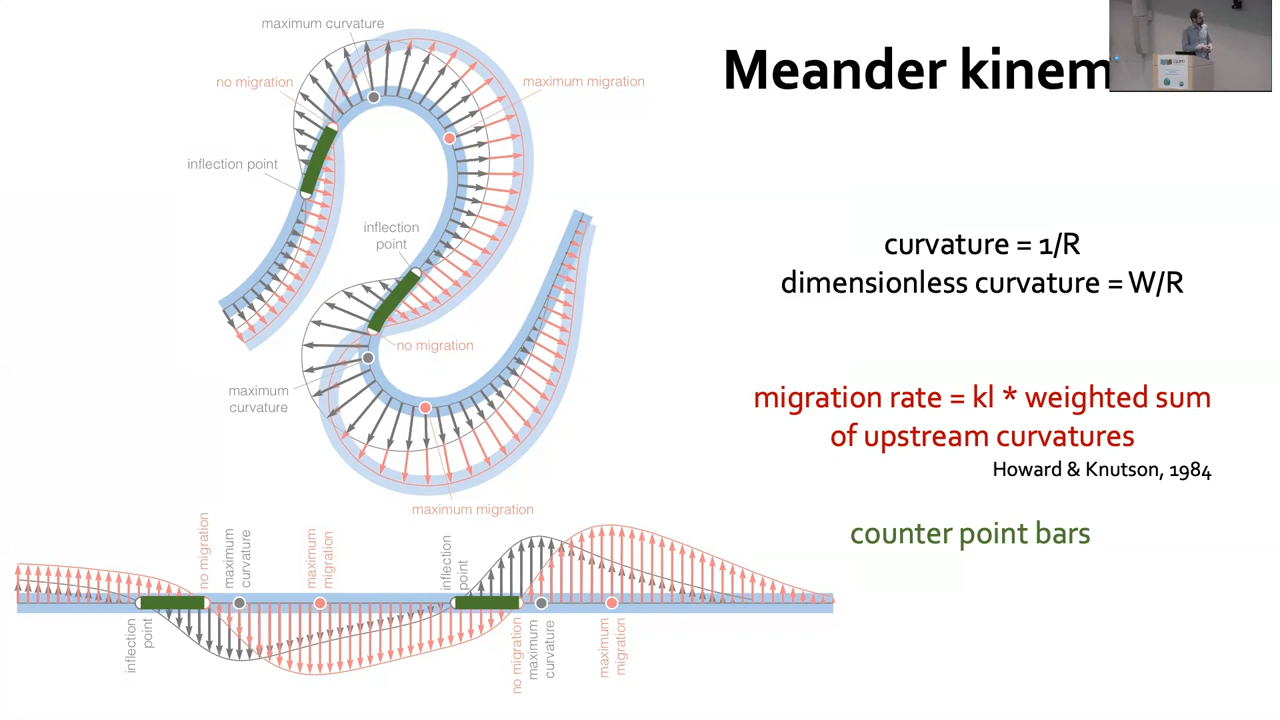 Meander kinem
maximum curvature
no migration
maximum migration
inflection point
inflection
point
no migration
maximum
curvature
maximum migration
curvature = 1/R
dimensionless curvature = W/R
migration rate = kl * weighted sum
of upstream curvatures
Howard & Knutson, 1984
counter point bars
inflection
point
no migration
maximum
curvature
maximum
migration
inflection
point
no migration
maximum
curvature
maximum
migration